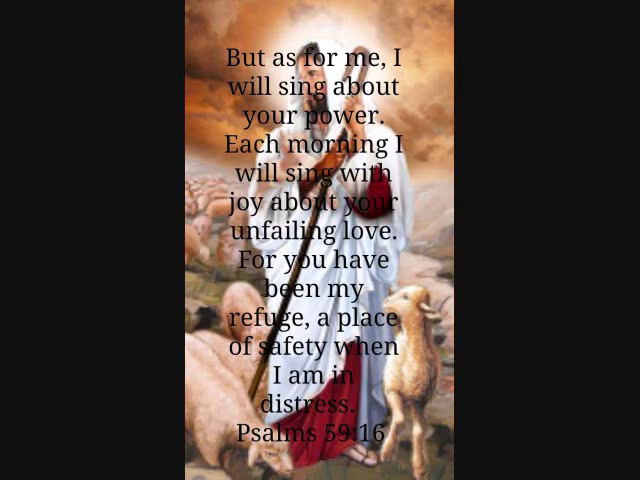 But as for me, I
will sing about
your power.
Each morning I
will sing with
joy about your
unfailing love.
For you have
been my
refuge, a place
of safety when
I am in
distress.
Psalms 59:16